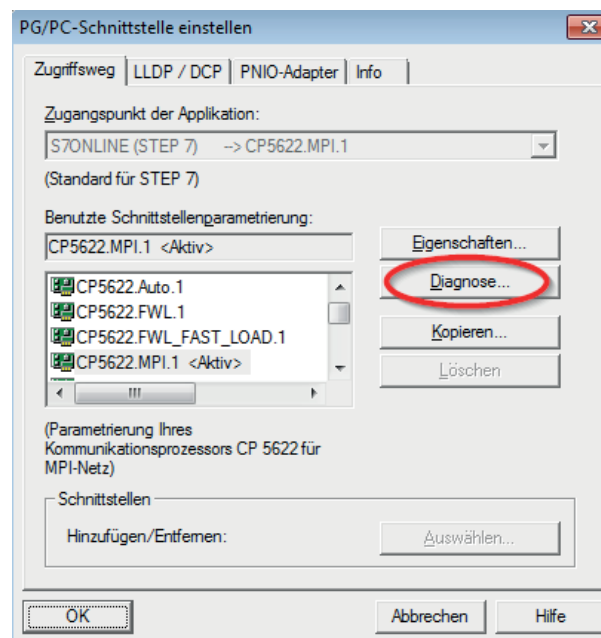 PG/PC-Schnittstelle einstellen
Zugriffsweg LLDP / DCP PNIO-Adapter Info
Zugangspunkt der Applikation:
S7ONLINE (STEP 7) --> CP5622.MPI.1
(Standard für STEP 7)
Benutzte Schnittstellenparametrierung:
CP5622.MPI.1 <Aktiv>
Eigenschaften...
CP5622.Auto.1
Diagnose...
CP5622.FWL.1
CP5622.FWL_FAST_LOAD.1
Kopieren...
CP5622.MPI.1 <Aktiv>
Löschen
(Parametrierung Ihres
Kommunikationsprozessors CP 5622 für
MPI-Netz)
Schnittstellen
Hinzufügen/Entfernen:
Auswählen...
OK Abbrechen Hilfe